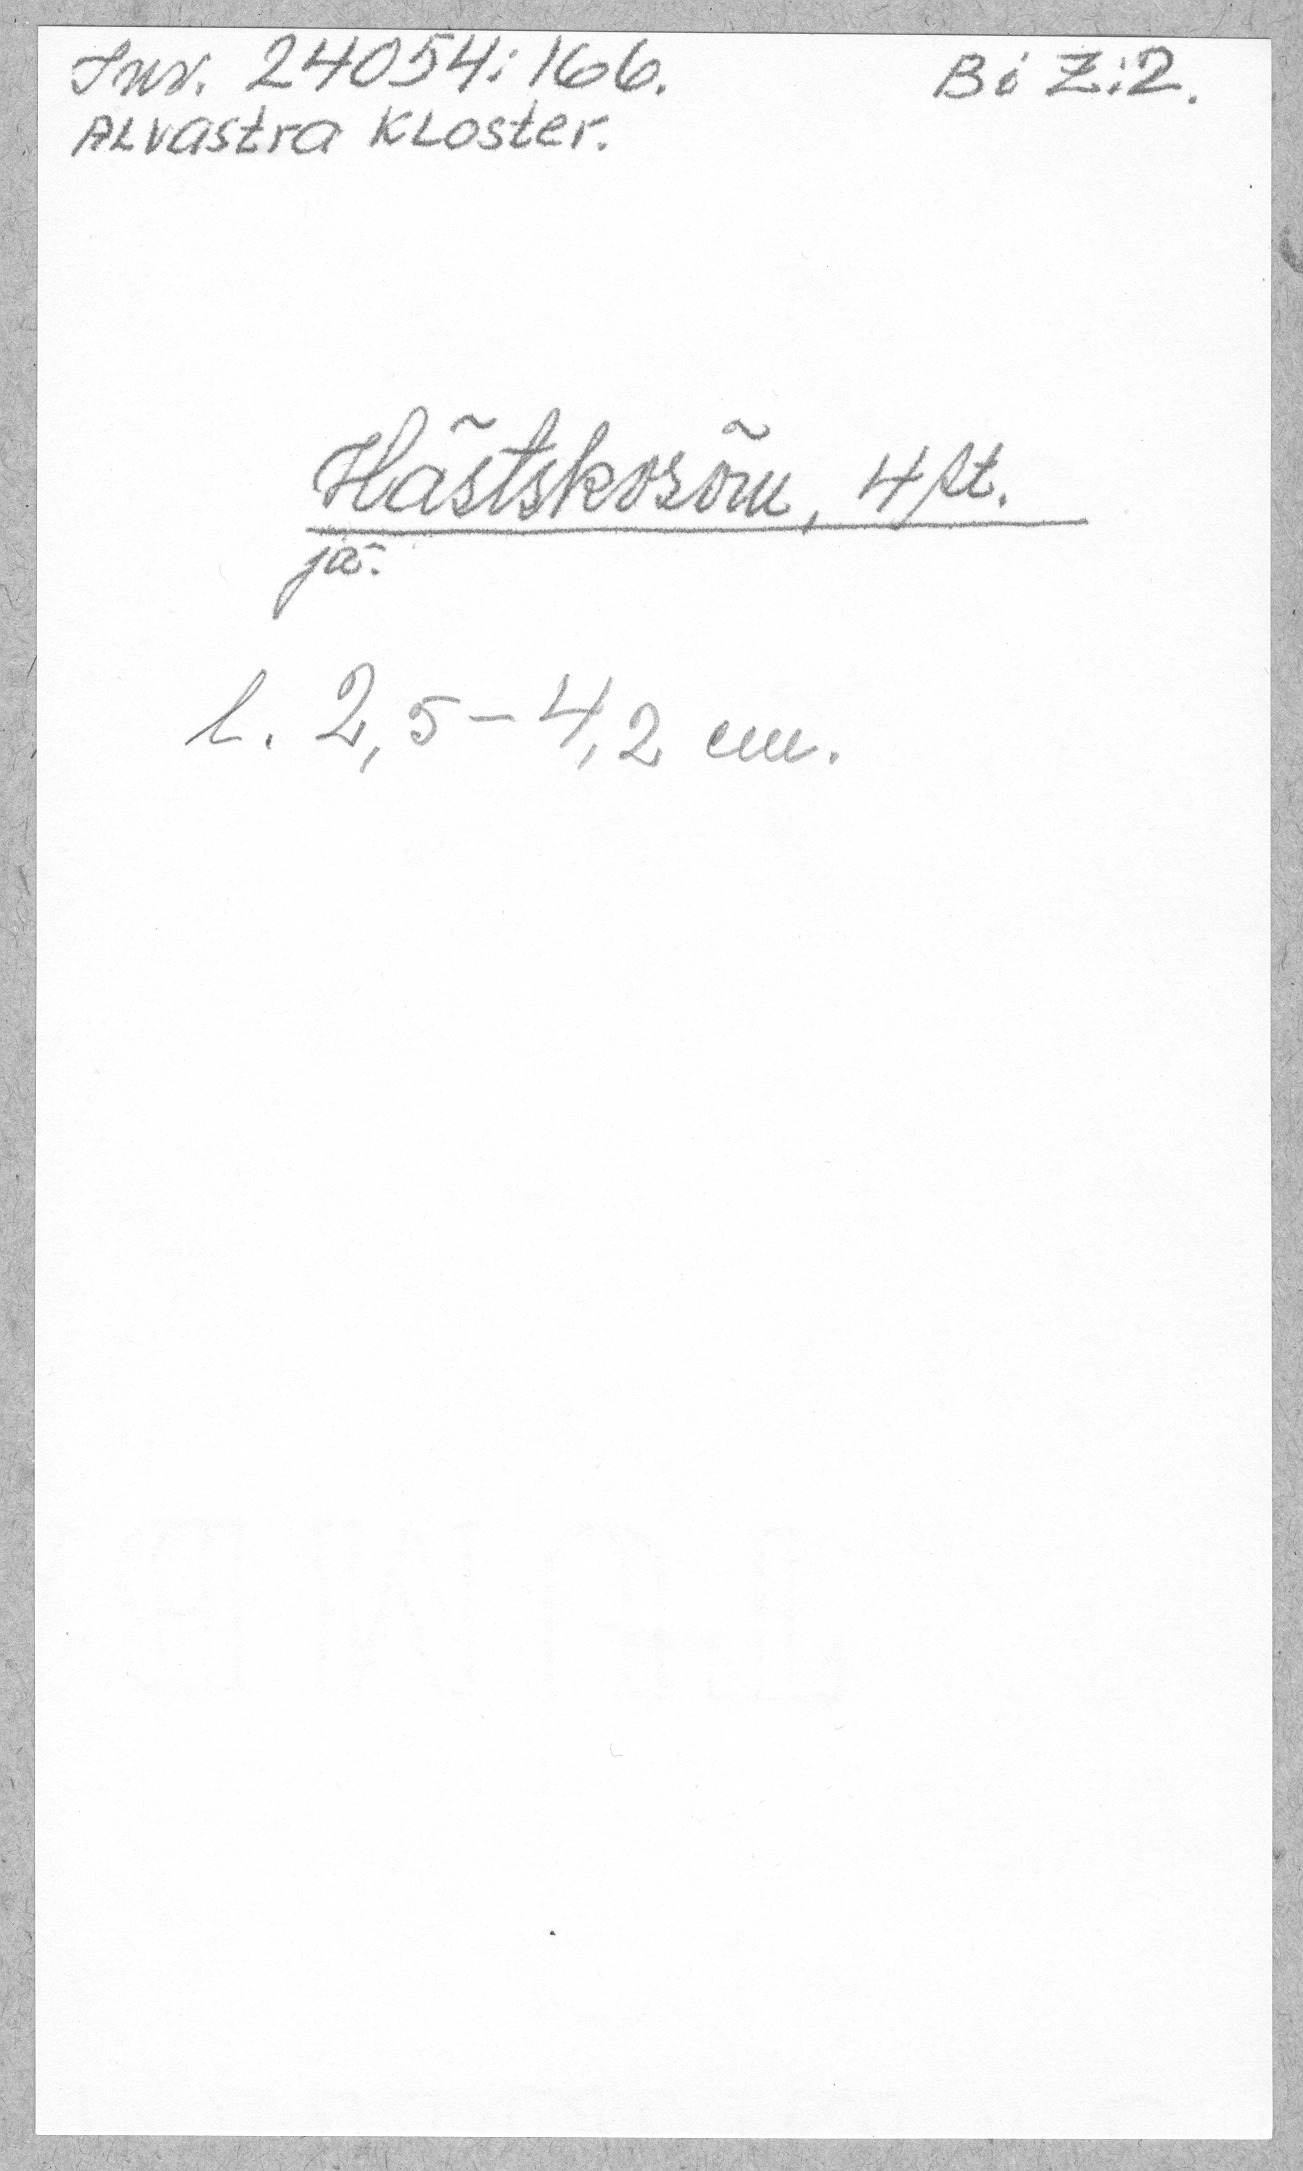 Inv. 24054:166. Bi Z:2.
Alvastra Kloster.
Hästskosöm, 4 st.
jä.
l. 2,5 – 4,2 cm.